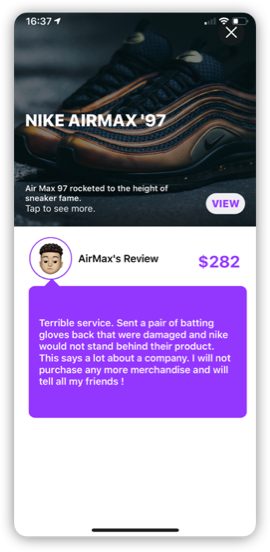 16:37
NIKE AIRMAX '97
Air Max 97 rocketed to the height of
sneaker fame.
Tap to see more.
VIEW
AirMax's Review
$282
Terrible service. Sent a pair of batting
gloves back that were damaged and nike
would not stand behind their product.
This says a lot about a company. I will not
purchase any more merchandise and will
tell all my friends !